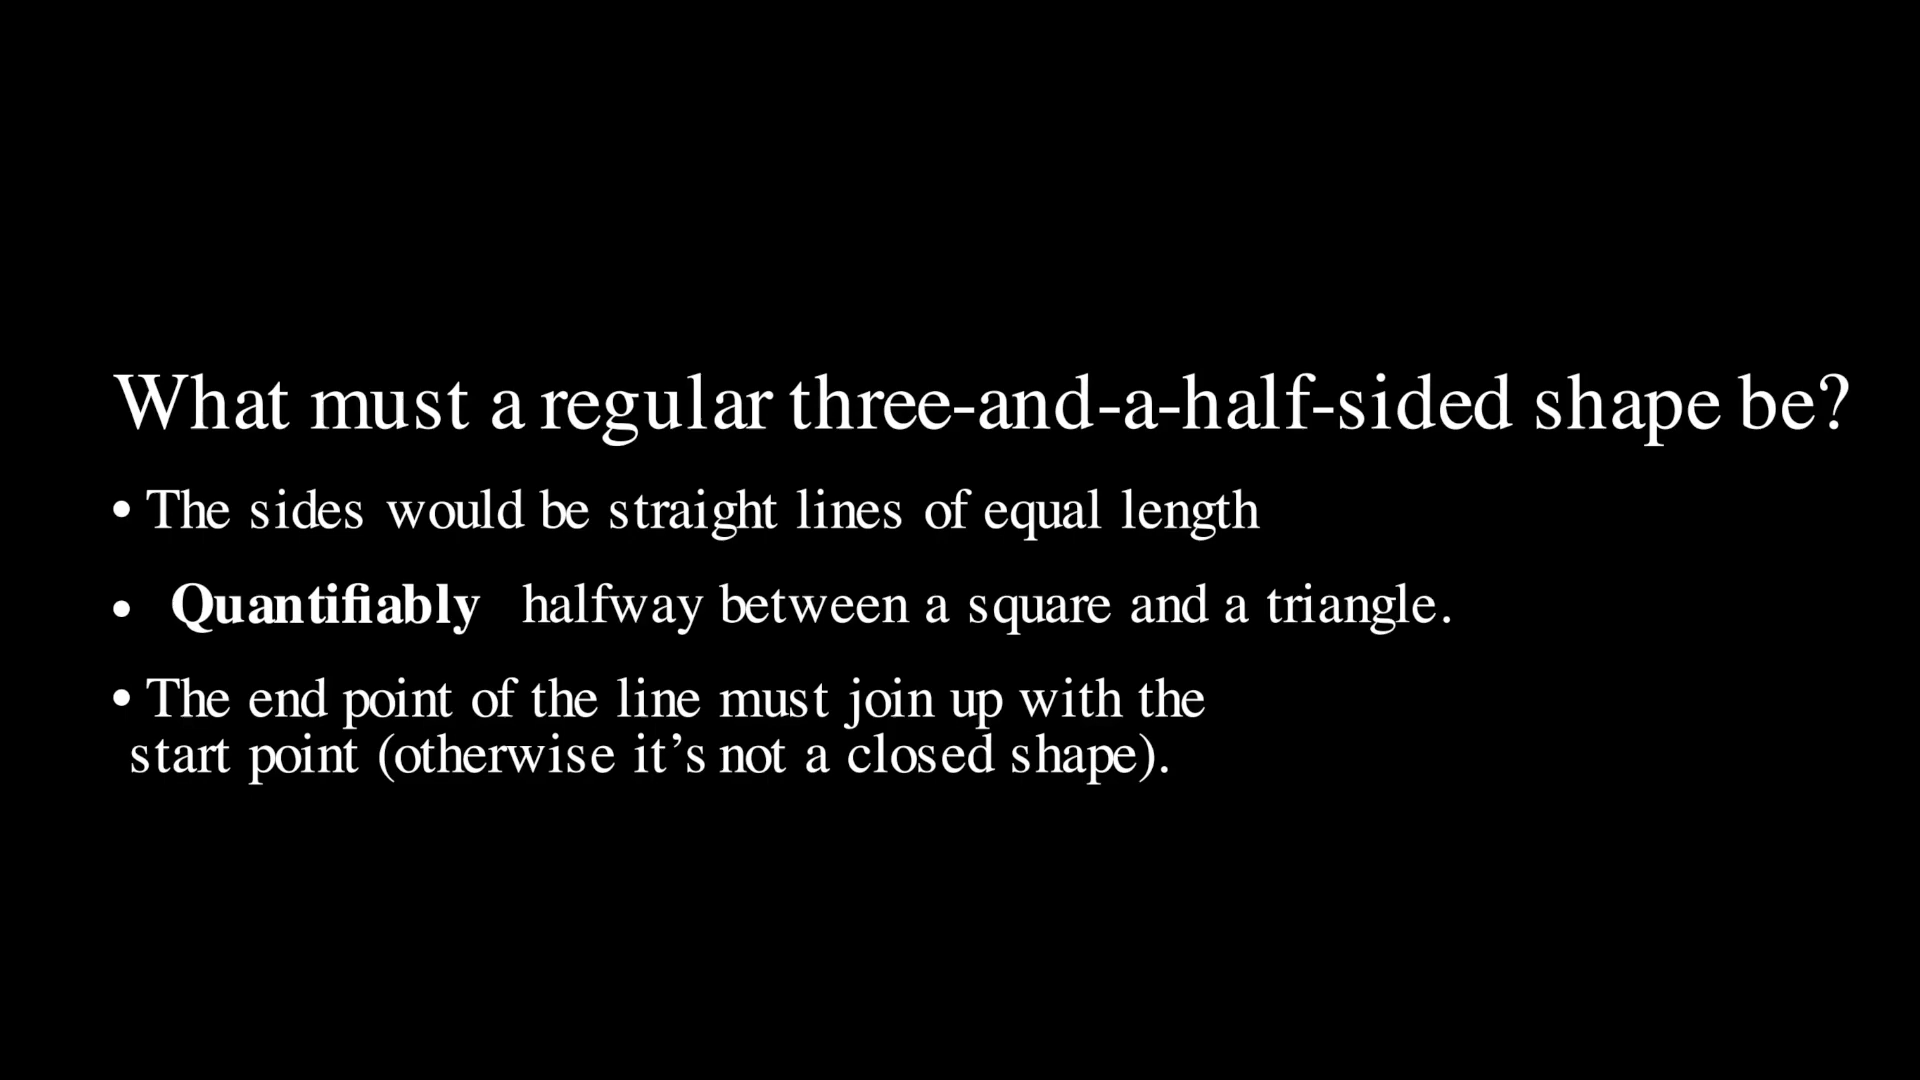 What must a regular three-and-a-half-sided shape be?
• The sides would be straight lines of equal length
• Quantifiably halfway between a square and a triangle.
• The end point of the line must join up with the
start point (otherwise it’s not a closed shape).